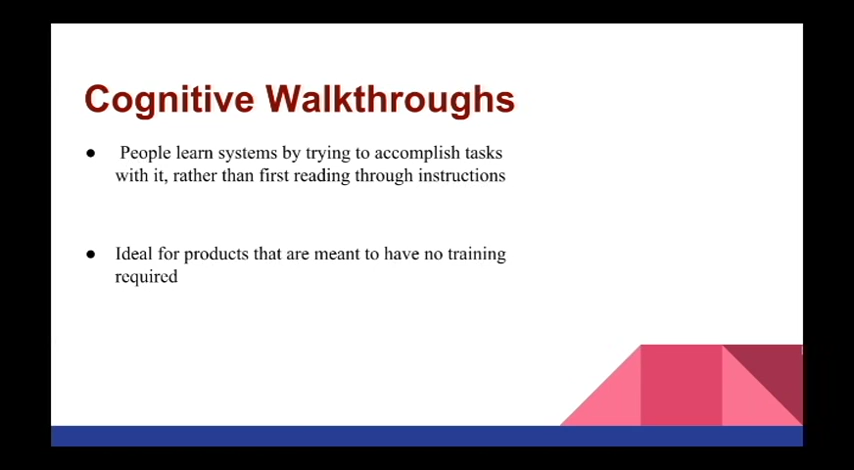 Cognitive Walkthroughs
● People learn systems by trying to accomplish tasks
with it, rather than first reading through instructions
● Ideal for products that are meant to have no training
required